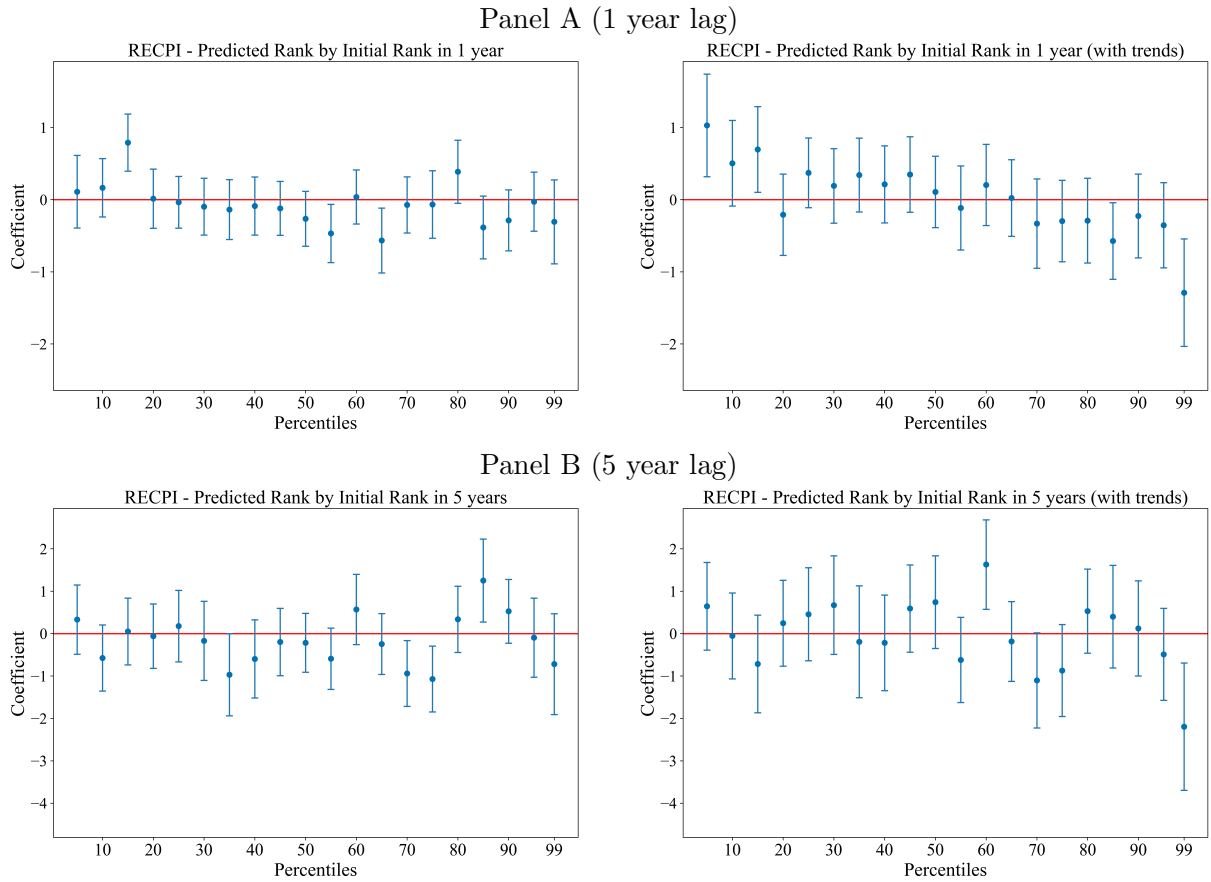 Panel A (1 year lag)
RECPI - Predicted Rank by Initial Rank in 1 year
Coefficient
1
0
−1
−2
10 20 30 40 50 60 70 80 90 99
Percentiles
RECPI - Predicted Rank by Initial Rank in 1 year (with trends)
Coefficient
1
0
−1
−2
10 20 30 40 50 60 70 80 90 99
Percentiles
Panel B (5 year lag)
RECPI - Predicted Rank by Initial Rank in 5 years
Coefficient
2
1
0
−1
−2
−3
−4
10 20 30 40 50 60 70 80 90 99
Percentiles
RECPI - Predicted Rank by Initial Rank in 5 years (with trends)
Coefficient
2
1
0
−1
−2
−3
−4
10 20 30 40 50 60 70 80 90 99
Percentiles